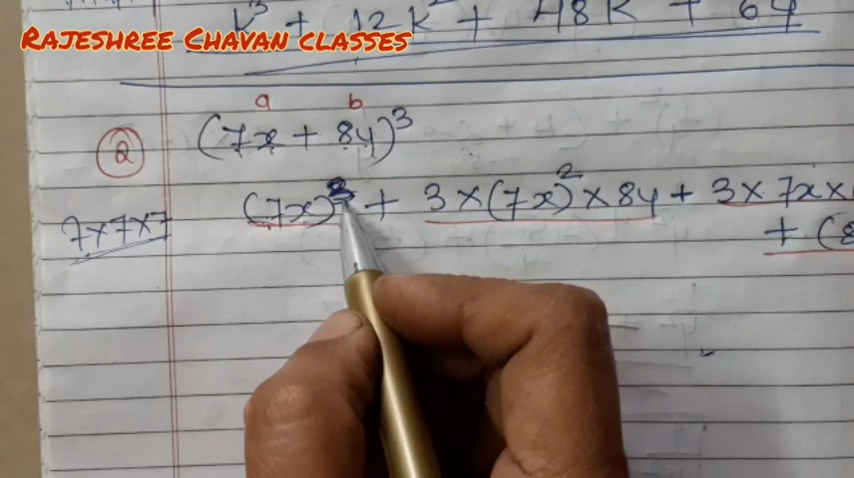 k³ + 12k² + 48k + 64
RAJESHREE CHAVAN CLASSES
a b
② (7x + 8y)³
(7x)³ + 3×(7x)²×8y + 3×7x×
7×7×7
+ (8